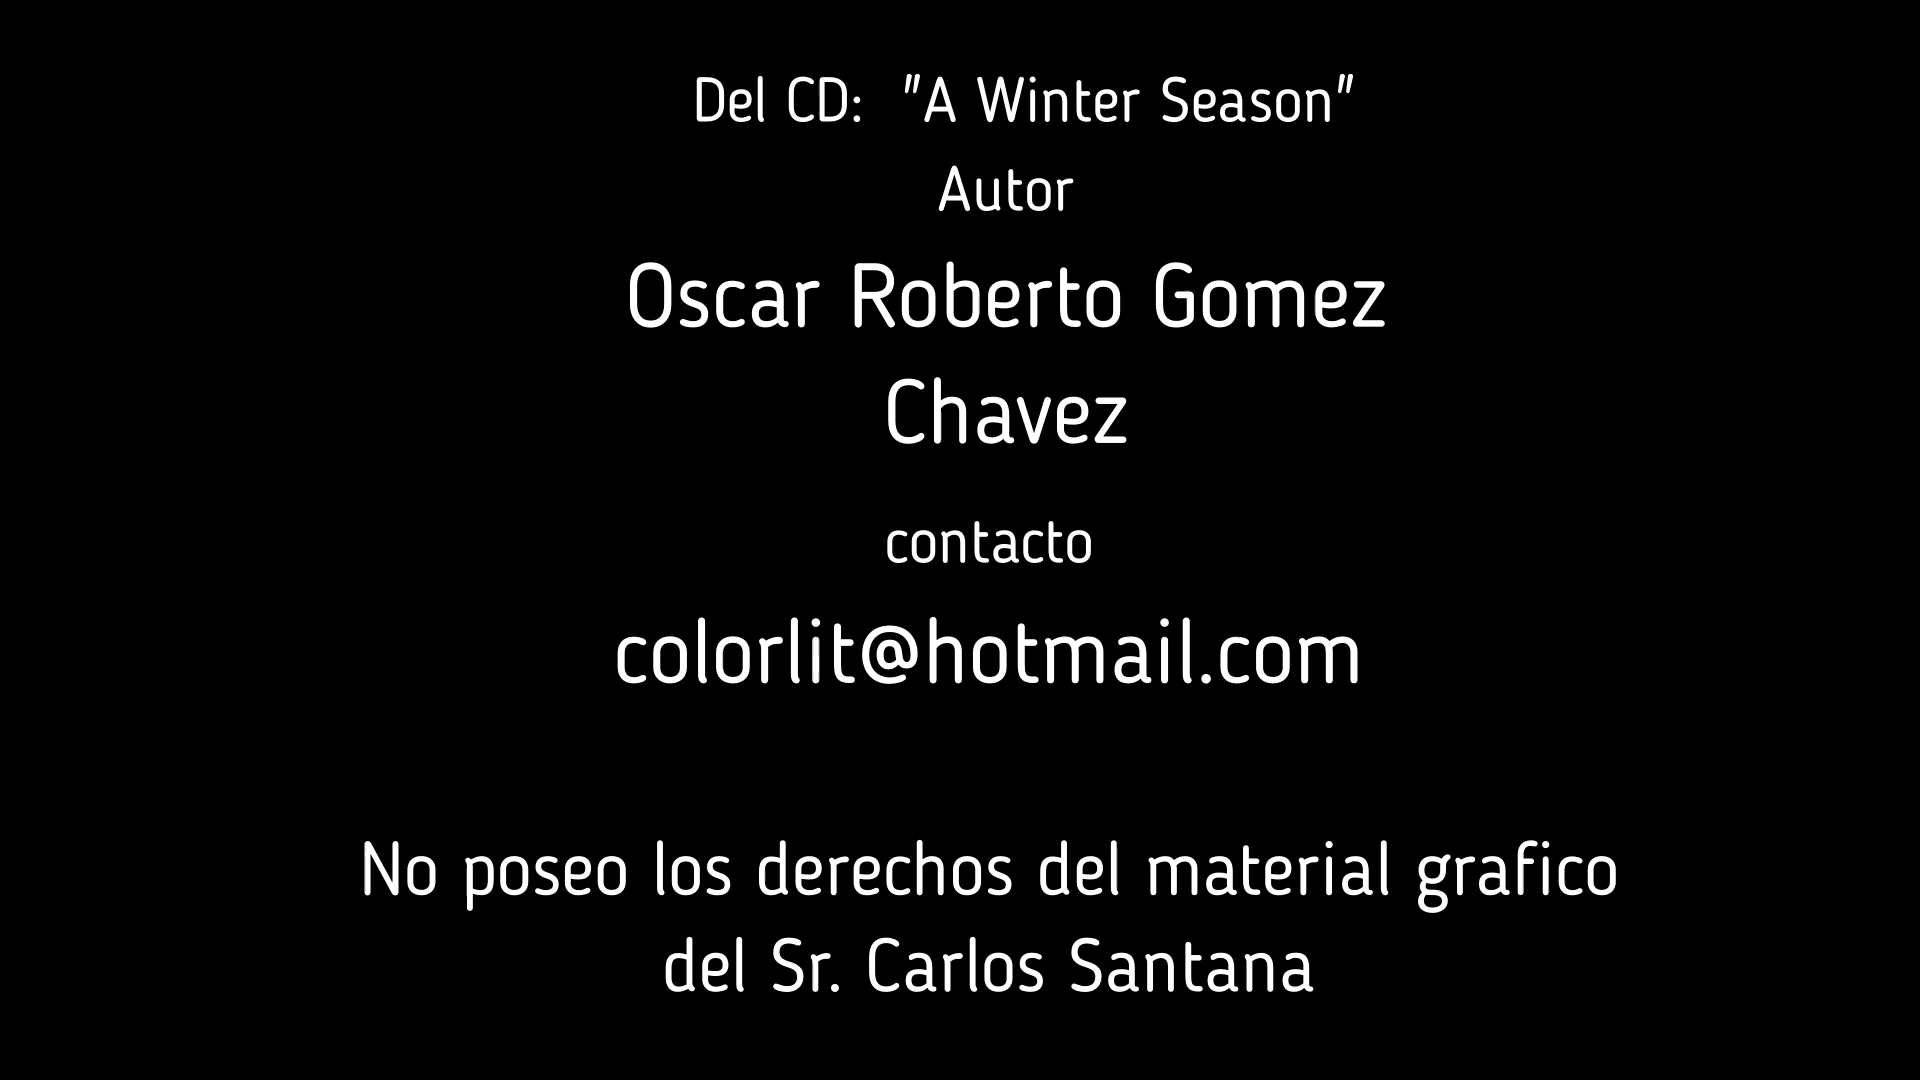 Del CD:  "A Winter Season"
Autor
Oscar Roberto Gomez
Chavez
contacto
colorlit@hotmail.com
No poseo los derechos del material grafico
del Sr. Carlos Santana